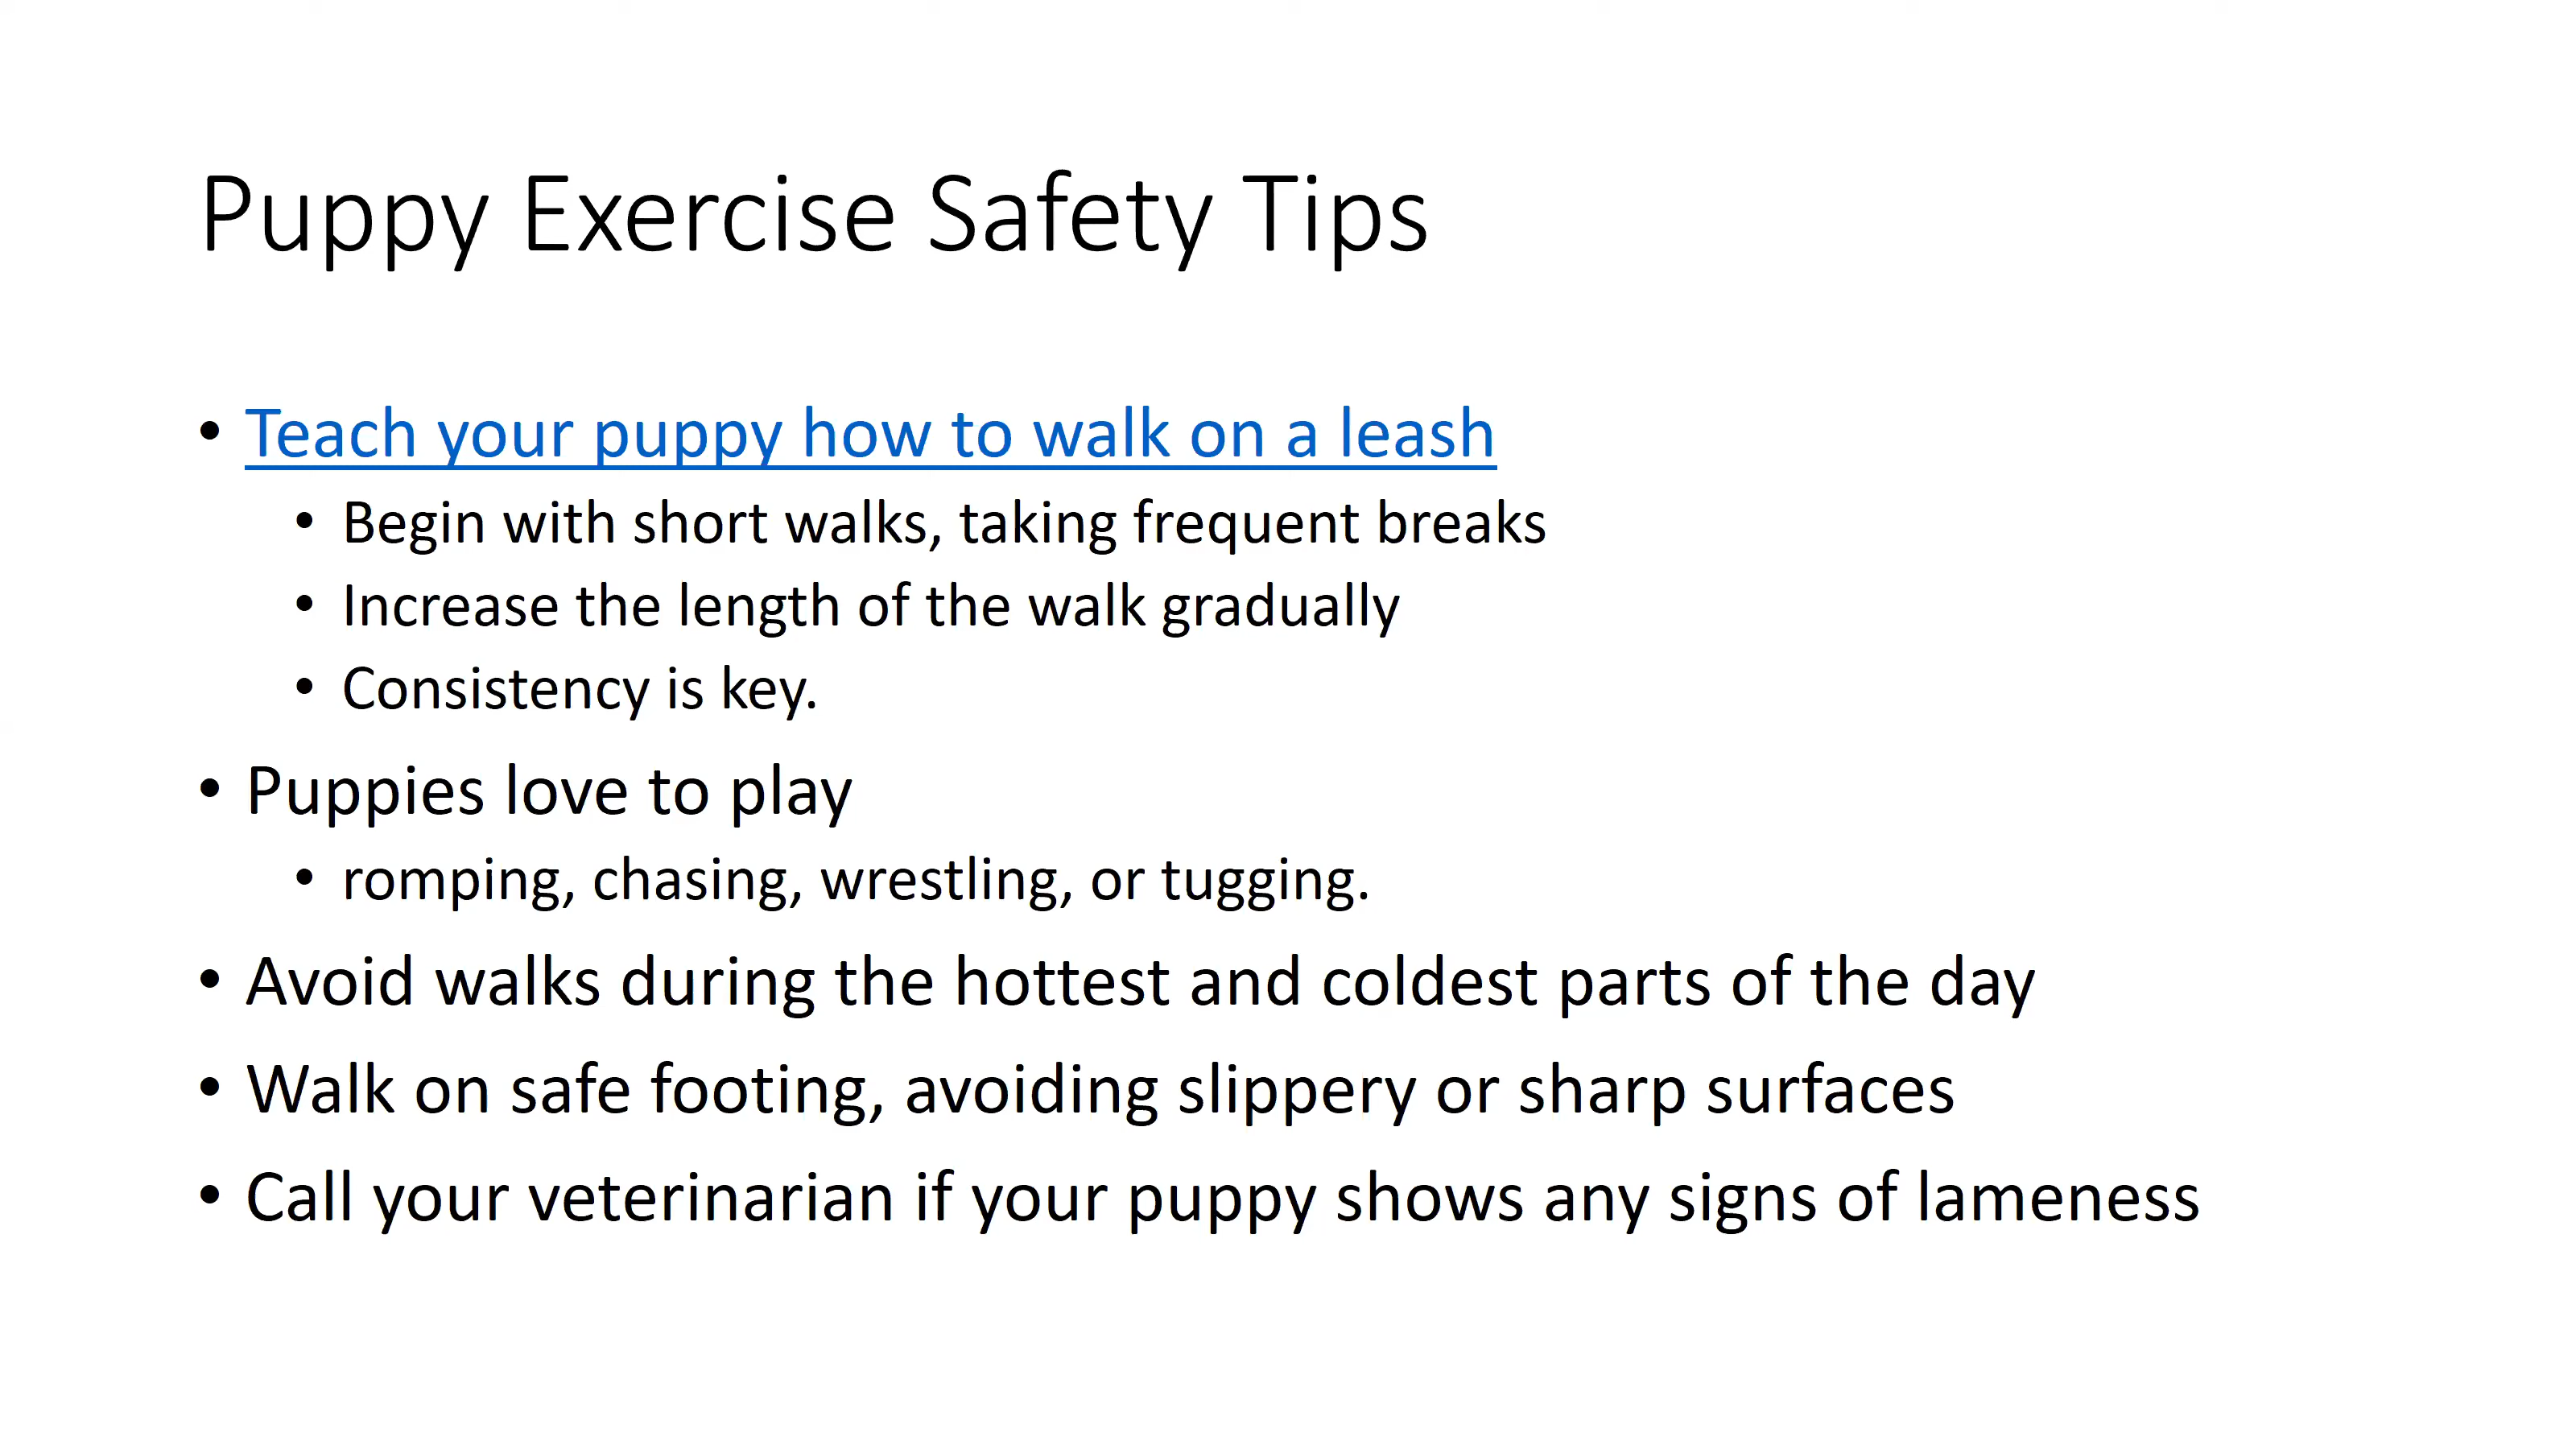 Puppy Exercise Safety Tips
• Teach your puppy how to walk on a leash
• Begin with short walks, taking frequent breaks
• Increase the length of the walk gradually
• Consistency is key.
• Puppies love to play
• romping, chasing, wrestling, or tugging.
• Avoid walks during the hottest and coldest parts of the day
• Walk on safe footing, avoiding slippery or sharp surfaces
• Call your veterinarian if your puppy shows any signs of lameness